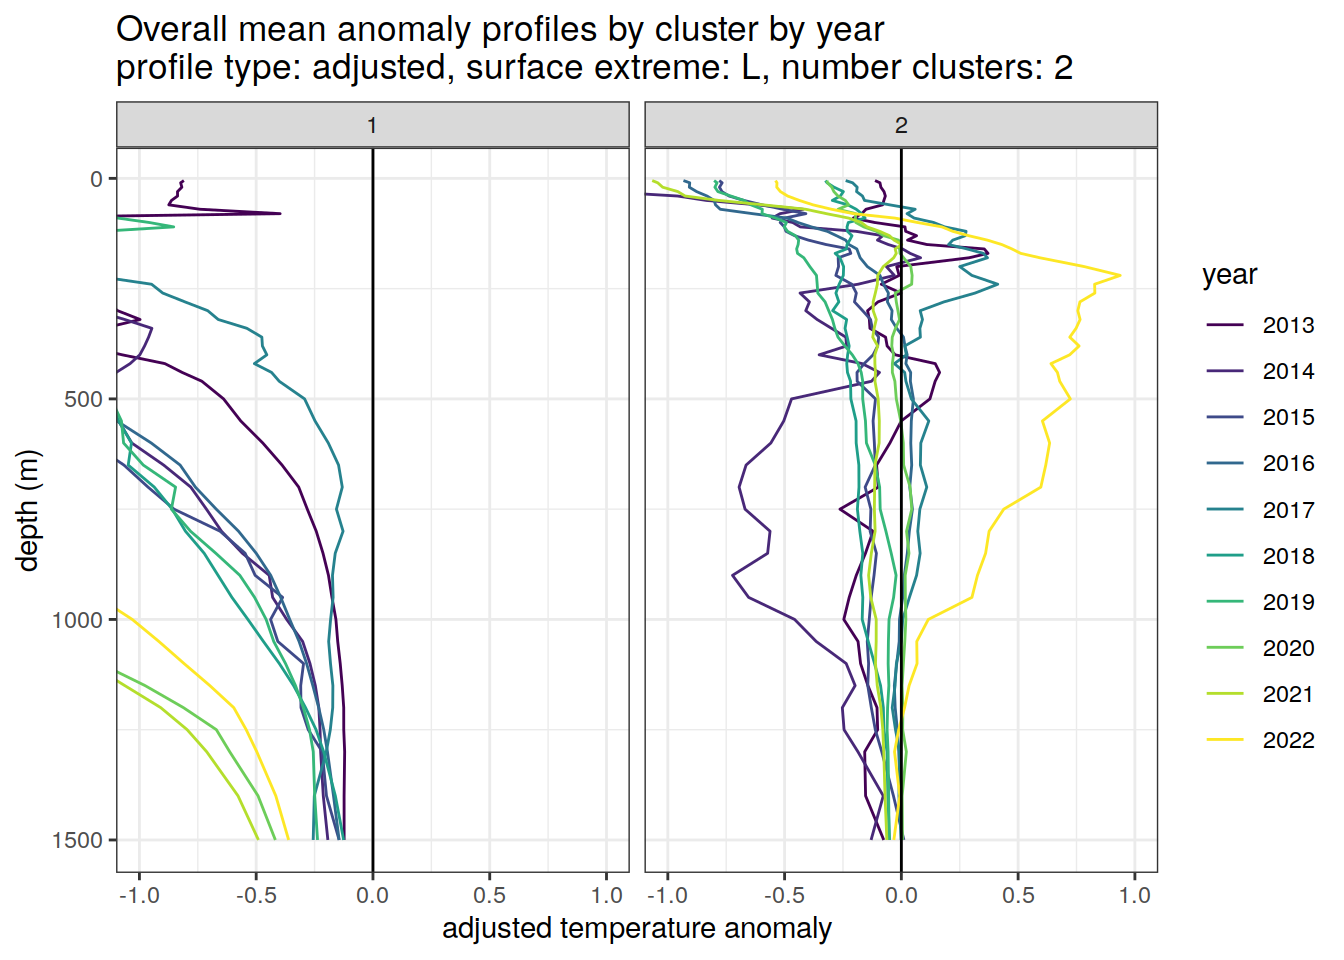 Overall mean anomaly profiles by cluster by year
profile type: adjusted, surface extreme: L, number clusters: 2
1
2
0
500
1000
1500
depth (m)
-1.0 -0.5 0.0 0.5 1.0
-1.0 -0.5 0.0 0.5 1.0
adjusted temperature anomaly
year
2013
2014
2015
2016
2017
2018
2019
2020
2021
2022